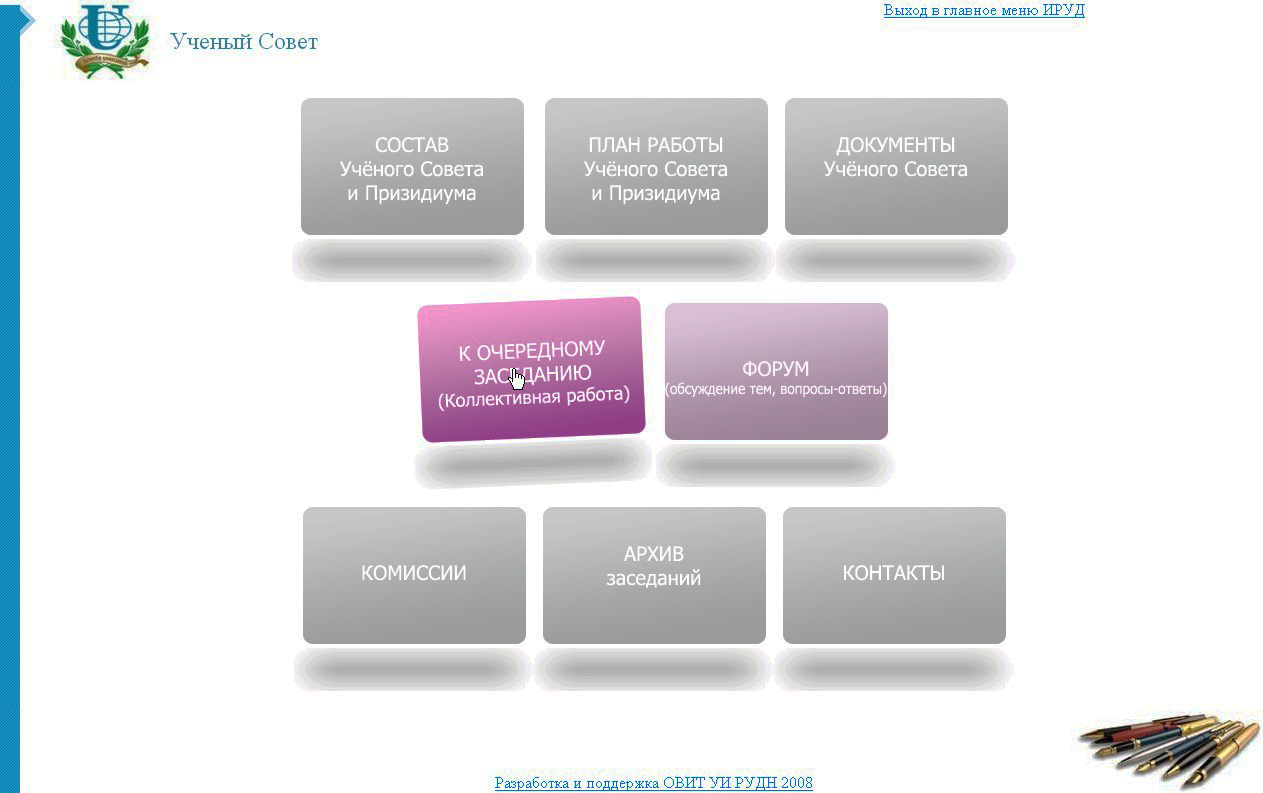 Выход в главное меню ИРУД
Ученый Совет
СОСТАВ
Учёного Совета
и Призидиума
ПЛАН РАБОТЫ
Учёного Совета
и Призидиума
ДОКУМЕНТЫ
Учёного Совета
К ОЧЕРЕДНОМУ
ЗАСЕДАНИЮ
(Коллективная работа)
ФОРУМ
(обсуждение тем, вопросы-ответы)
КОМИССИИ
АРХИВ
заседаний
КОНТАКТЫ
Разработка и поддержка ОВИТ УИ РУДН 2008